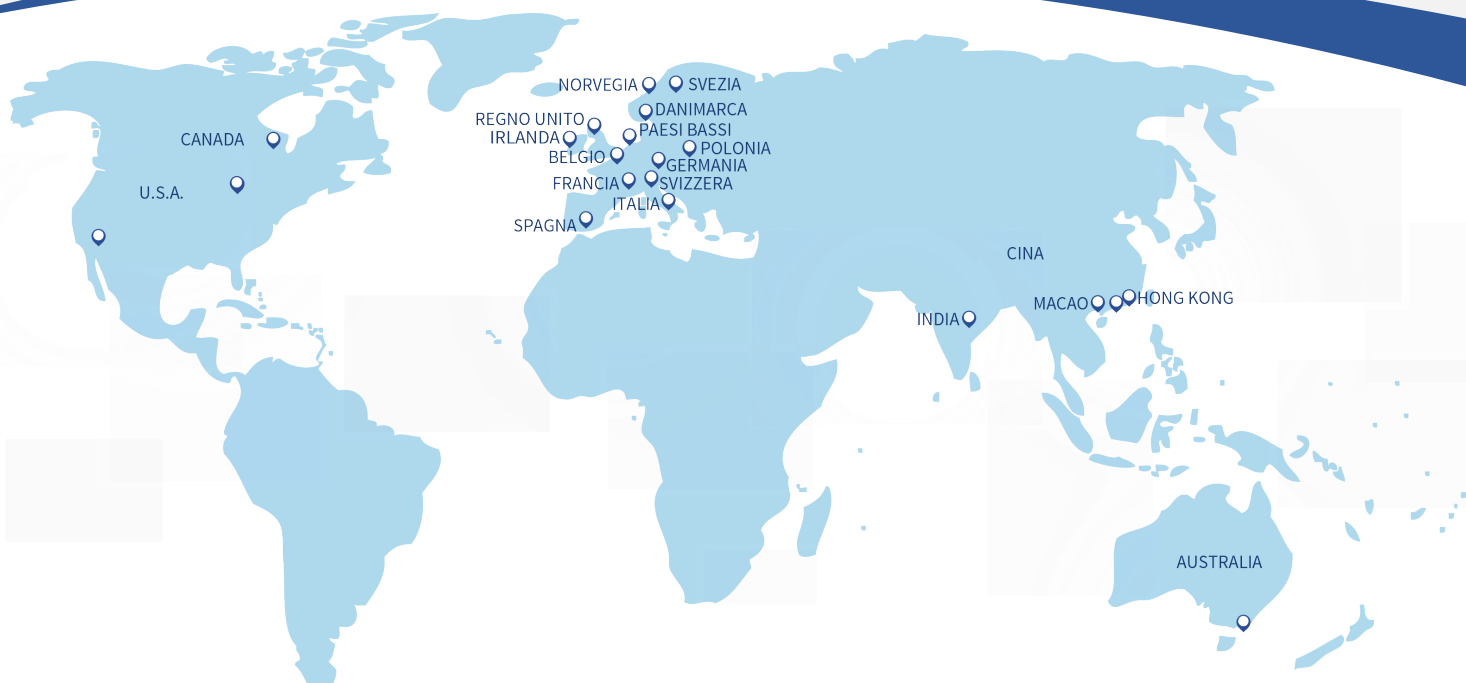 NORVEGIA
SVEZIA
DANIMARCA
REGNO UNITO
PAESI BASSI
IRLANDA
CANADA
POLONIA
BELGIO
GERMANIA
FRANCIA
SVIZZERA
U.S.A.
ITALIA
SPAGNA
CINA
MACAO
HONG KONG
INDIA
AUSTRALIA